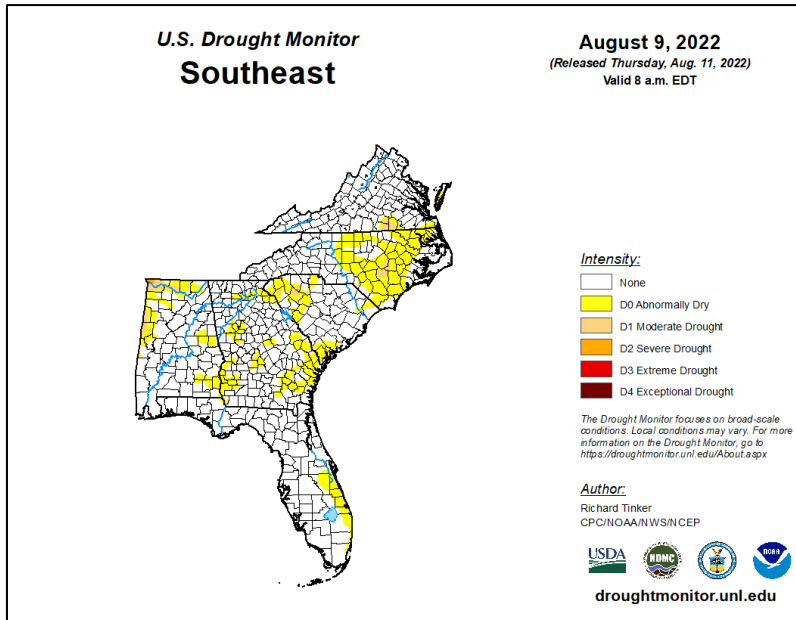 U.S. Drought Monitor
Southeast
August 9, 2022
(Released Thursday, Aug. 11, 2022)
Valid 8 a.m. EDT
Intensity:
None
D0 Abnormally Dry
D1 Moderate Drought
D2 Severe Drought
D3 Extreme Drought
D4 Exceptional Drought
The Drought Monitor focuses on broad-scale
conditions. Local conditions may vary. For more
information on the Drought Monitor, go to
https://droughtmonitor.unl.edu/About.aspx
Author:
Richard Tinker
CPC/NOAA/NWS/NCEP
USDA
NDMC
NOAA
droughtmonitor.unl.edu